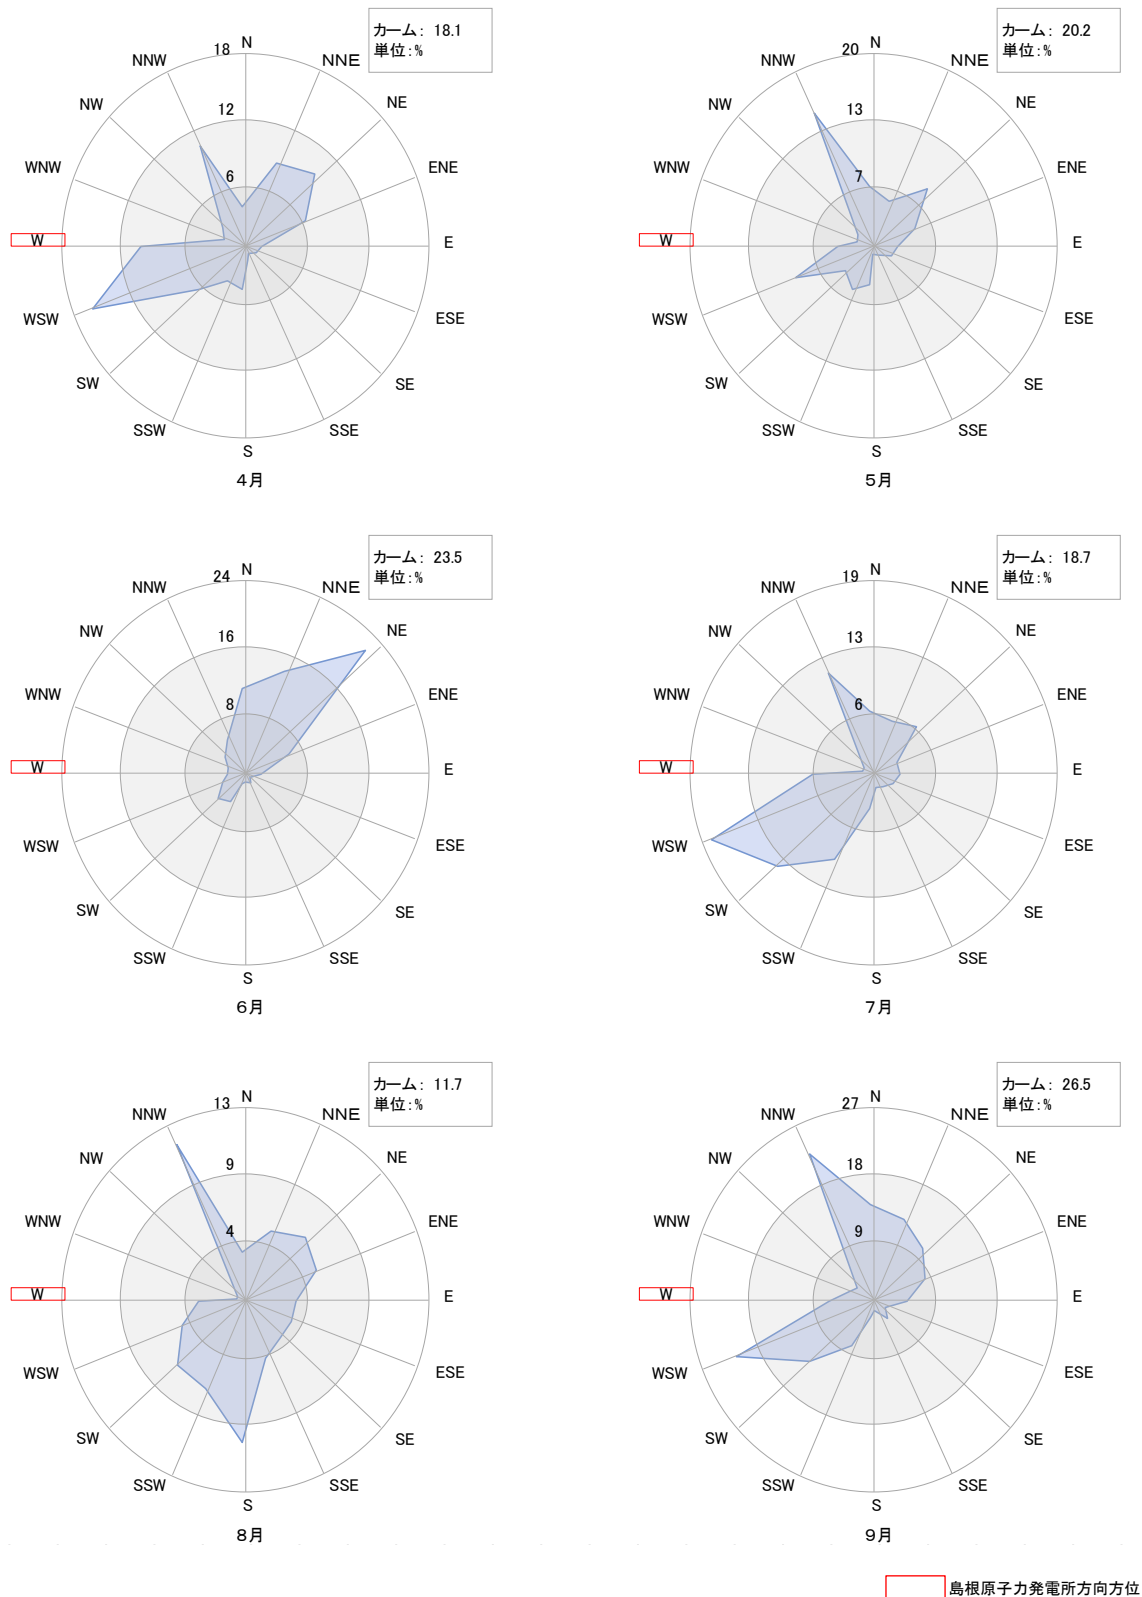 カーム: 18.1
単位:%
18
12
6
N
NNE
NE
ENE
E
ESE
SE
SSE
S
SSW
SW
WSW
W
WNW
NW
NNW
4月
カーム: 20.2
単位:%
20
13
7
N
NNE
NE
ENE
E
ESE
SE
SSE
S
SSW
SW
WSW
W
WNW
NW
NNW
5月
カーム: 23.5
単位:%
24
16
8
N
NNE
NE
ENE
E
ESE
SE
SSE
S
SSW
SW
WSW
W
WNW
NW
NNW
6月
カーム: 18.7
単位:%
19
13
6
N
NNE
NE
ENE
E
ESE
SE
SSE
S
SSW
SW
WSW
W
WNW
NW
NNW
7月
カーム: 11.7
単位:%
13
9
4
N
NNE
NE
ENE
E
ESE
SE
SSE
S
SSW
SW
WSW
W
WNW
NW
NNW
8月
カーム: 26.5
単位:%
27
18
9
N
NNE
NE
ENE
E
ESE
SE
SSE
S
SSW
SW
WSW
W
WNW
NW
NNW
9月
島根原子力発電所方向方位